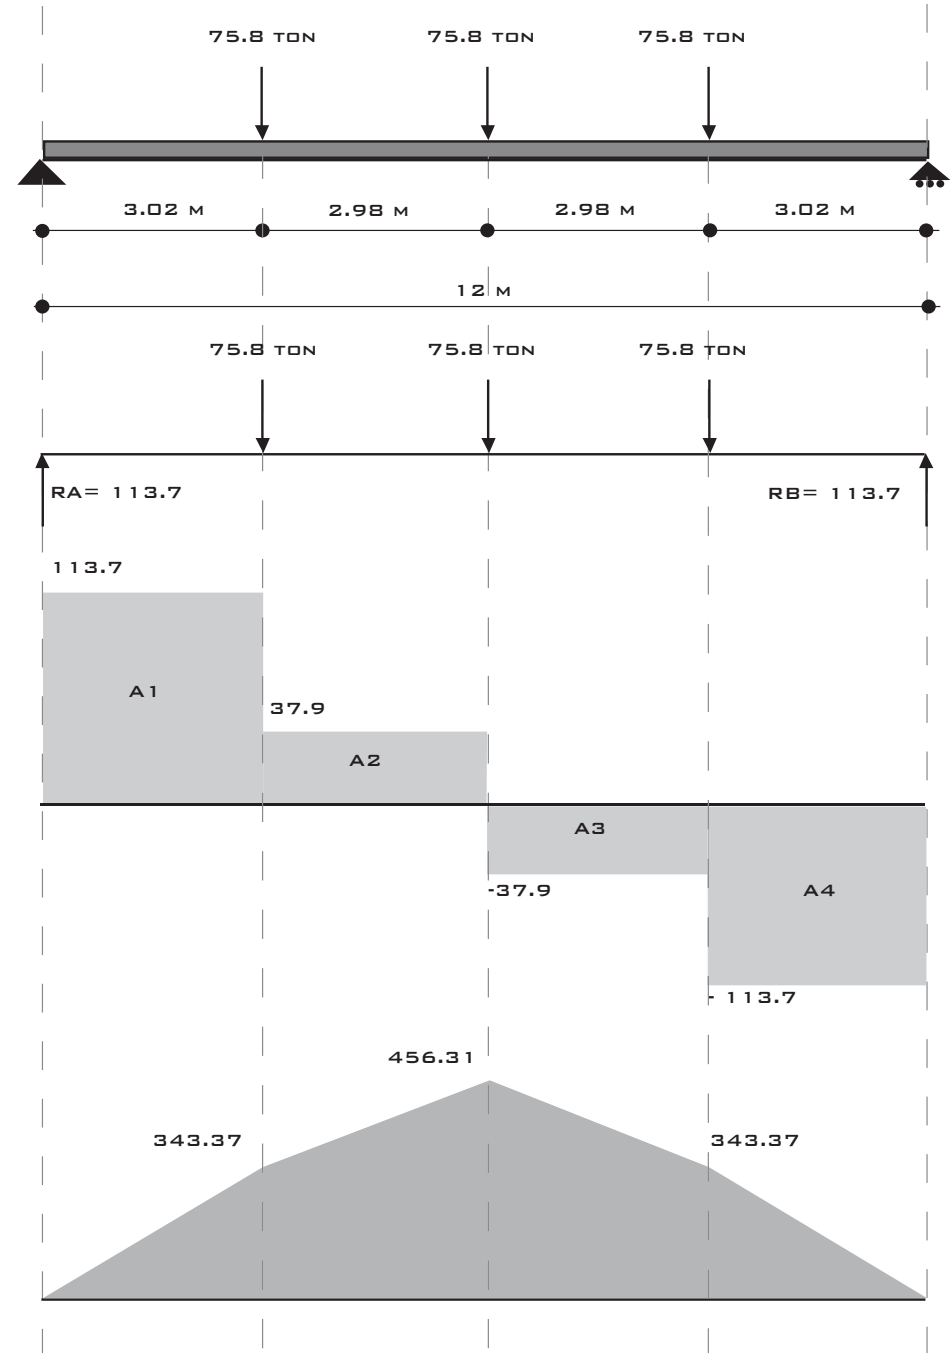 75.8 TON 75.8 TON 75.8 TON
3.02 M 2.98 M 2.98 M 3.02 M
12 M
75.8 TON 75.8 TON 75.8 TON
RA= 113.7 RB= 113.7
113.7
A1
37.9
A2
A3
-37.9
A4
- 113.7
456.31
343.37 343.37